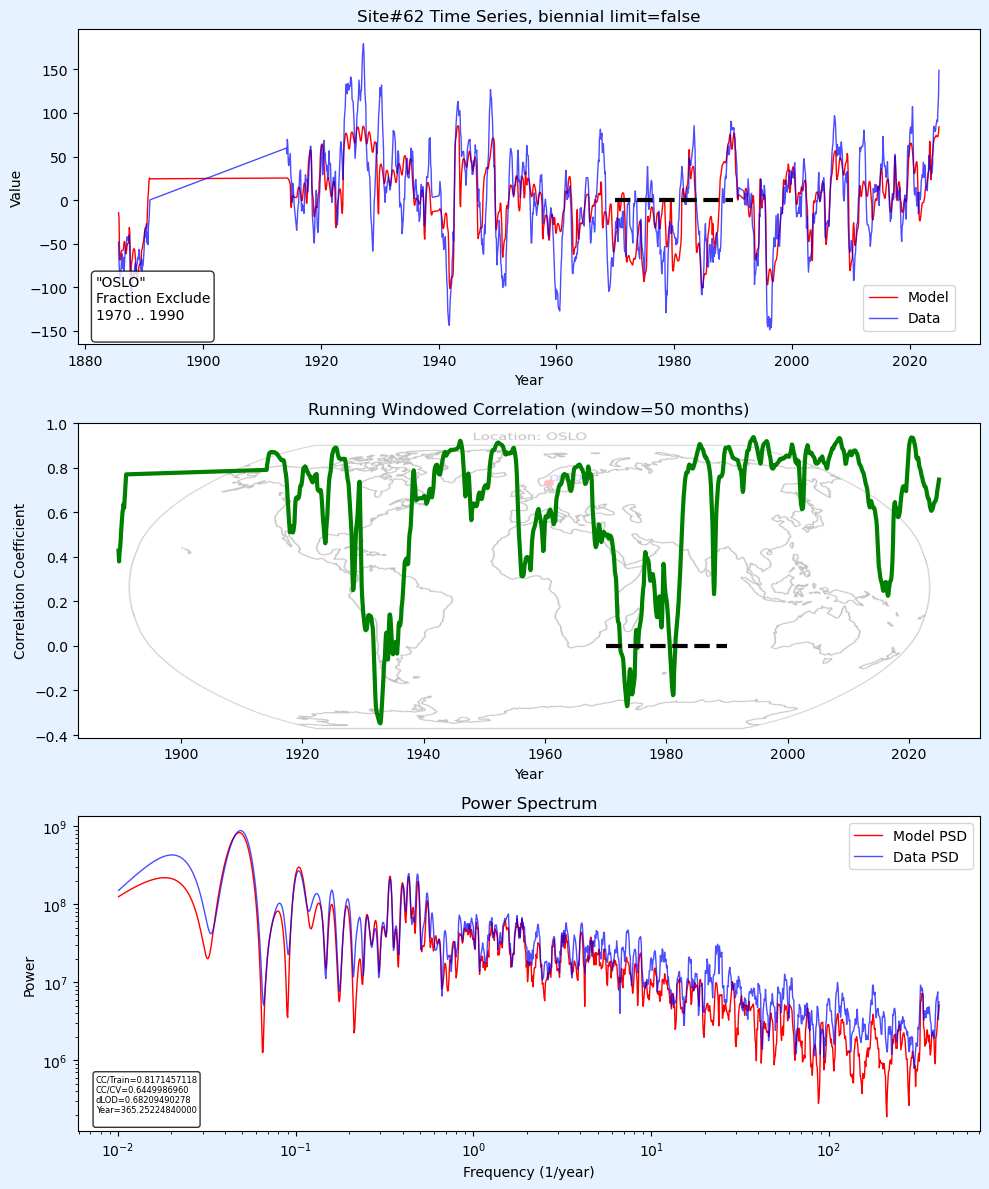 Site#62 Time Series, biennial limit=false
150
100
50
0
−50
−100
−150
Value
"OSLO"
Fraction Exclude
1970 .. 1990
Model
Data
1880
1900
1920
1940
1960
1980
2000
2020
Year
Running Windowed Correlation (window=50 months)
Location: OSLO
1.0
0.8
0.6
0.4
0.2
0.0
−0.2
−0.4
Correlation Coefficient
1900
1920
1940
1960
1980
2000
2020
Year
Power Spectrum
10⁹
10⁸
10⁷
10⁶
Power
Model PSD
Data PSD
CC/Train=0.8171457118
CC/CV=0.6449986960
dLOD=0.68209490278
Year=365.25224840000
10⁻²
10⁻¹
10⁰
10¹
10²
Frequency (1/year)